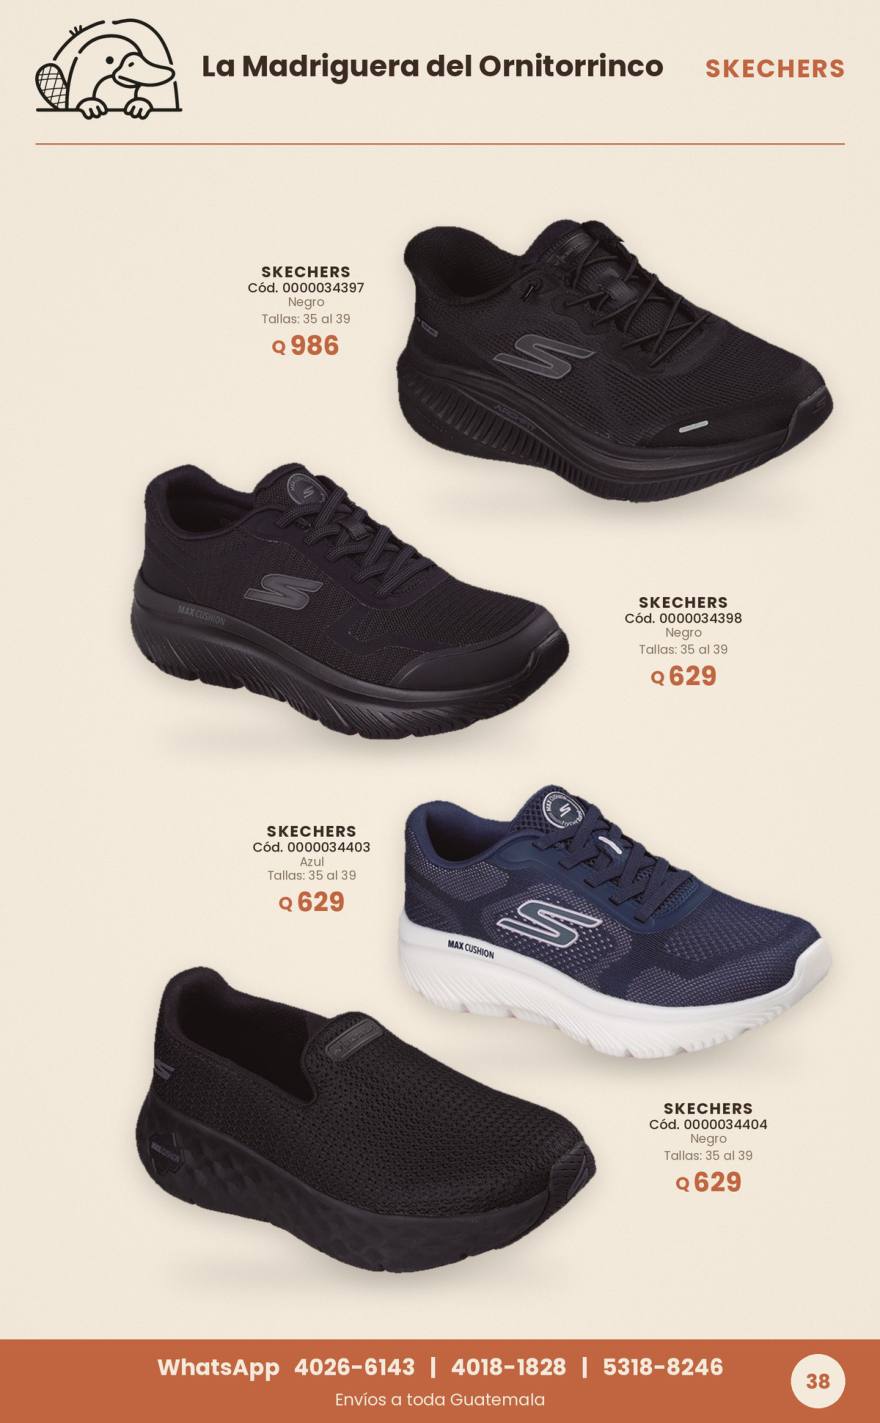 La Madriguera del Ornitorrinco
SKECHERS
SKECHERS
Cód. 0000034397
Negro
Tallas: 35 al 39
Q 986
MAX CUSHION
SKECHERS
Cód. 0000034398
Negro
Tallas: 35 al 39
Q 629
SKECHERS
Cód. 0000034403
Azul
Tallas: 35 al 39
Q 629
MAX CUSHION
SKECHERS
Cód. 0000034404
Negro
Tallas: 35 al 39
Q 629
WhatsApp 4026-6143 | 4018-1828 | 5318-8246
Envíos a toda Guatemala
38